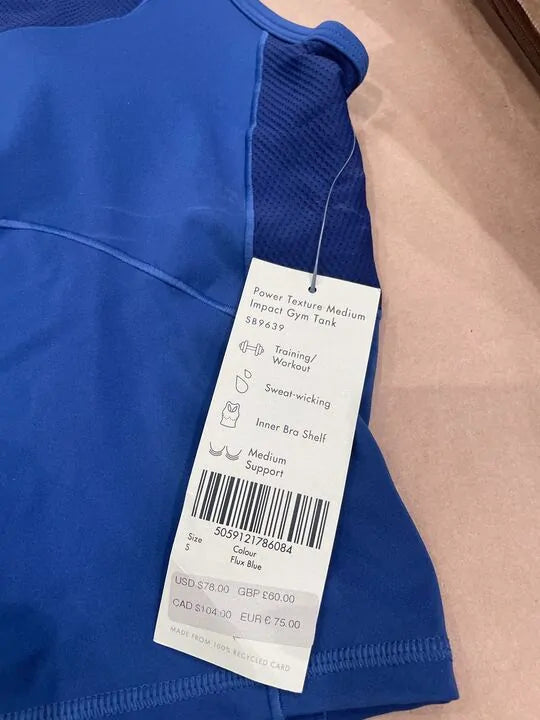 Power Texture Medium
Impact Gym Tank
SB9639
Training/
Workout
Sweat-wicking
Inner Bra Shelf
Medium
Support
5059121786084
Size
S
Colour
Flux Blue
USD $78.00 GBP £60.00
CAD $104.00 EUR € 75.00
MADE FROM 100% RECYCLED CARD